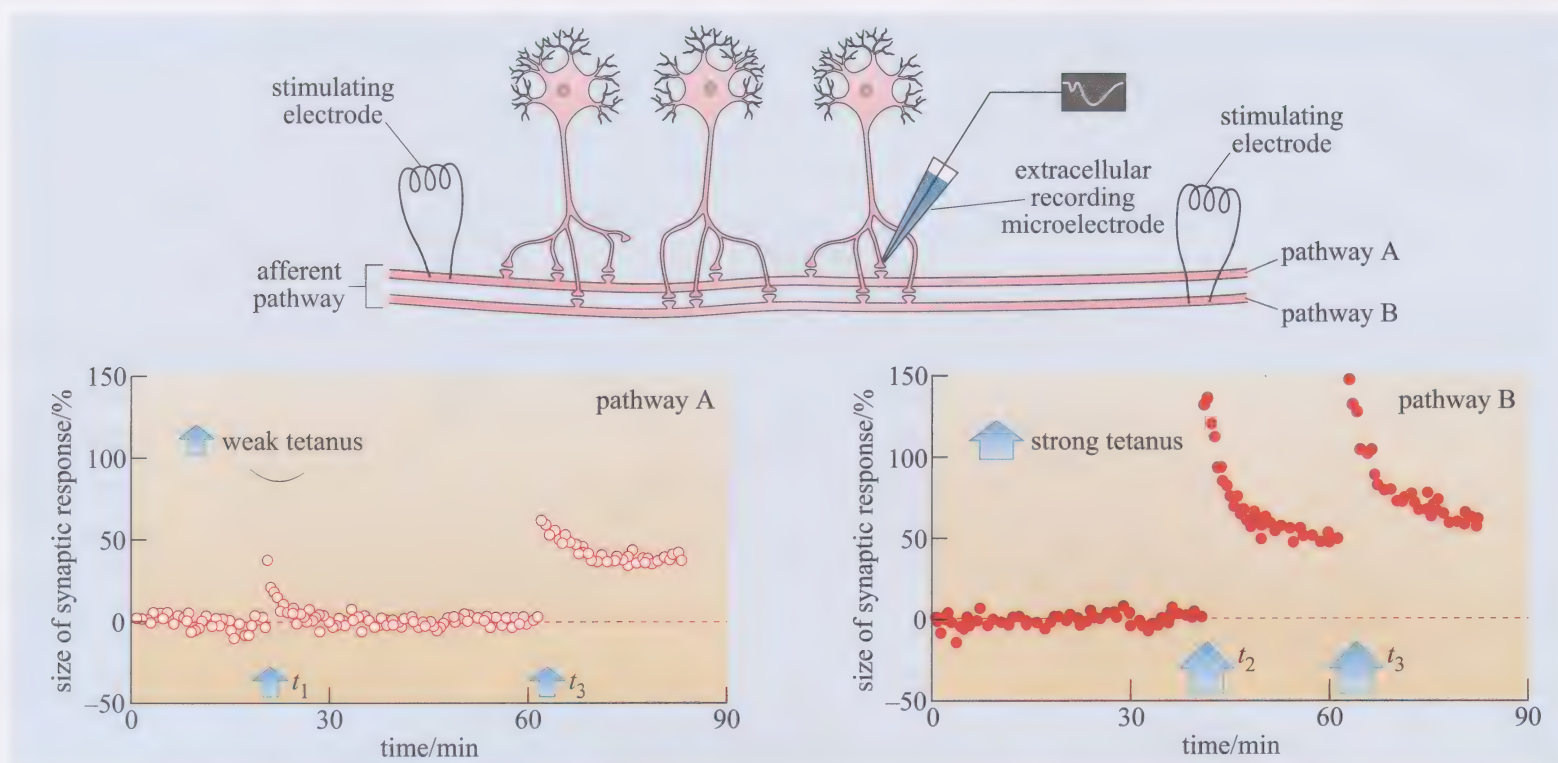 stimulating
electrode
stimulating
electrode
extracellular
recording
microelectrode
afferent
pathway
pathway A
pathway B
150
100
50
0
–50
size of synaptic response/%
pathway A
weak tetanus
t1
t3
0
30
60
90
time/min
150
100
50
0
–50
size of synaptic response/%
pathway B
strong tetanus
t2
t3
0
30
60
90
time/min